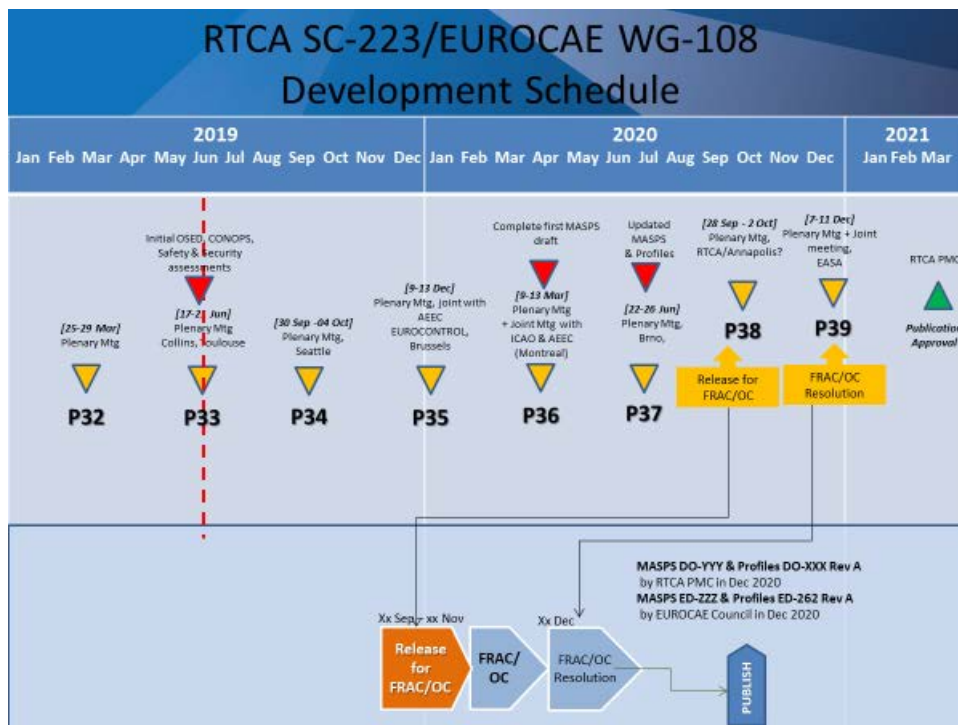 RTCA SC-223/EUROCAE WG-108
Development Schedule
2019
2020
2021
Jan Feb Mar Apr May Jun Jul Aug Sep Oct Nov Dec
Jan Feb Mar Apr May Jun Jul Aug Sep Oct Nov Dec
Jan Feb Mar
Initial OSED, CONOPS,
Safety & Security
assessments
[25-29 Mar]
Plenary Mtg
P32
[17-21 Jun]
Plenary Mtg
Collins, Toulouse
P33
[30 Sep -04 Oct]
Plenary Mtg,
Seattle
P34
[9-13 Dec]
Plenary Mtg, Joint with
AEEC
EUROCONTROL,
Brussels
P35
Complete first MASPS
draft
[9-13 Mar]
Plenary Mtg
+ Joint Mtg with
ICAO & AEEC
(Montreal)
P36
Updated
MASPS
& Profiles
[22-26 Jun]
Plenary Mtg,
Brno,
P37
[28 Sep - 2 Oct]
Plenary Mtg,
RTCA/Annapolis?
P38
Release for
FRAC/OC
[7-11 Dec]
Plenary Mtg + Joint
meeting,
EASA
P39
FRAC/OC
Resolution
RTCA PMC
Publication
Approval
MASPS DO-YYY & Profiles DO-XXX Rev A
by RTCA PMC in Dec 2020
MASPS ED-ZZZ & Profiles ED-262 Rev A
by EUROCAE Council in Dec 2020
Xx Sep - xx Nov
Xx Dec
Release
for
FRAC/OC
FRAC/
OC
FRAC/OC
Resolution
PUBLISH